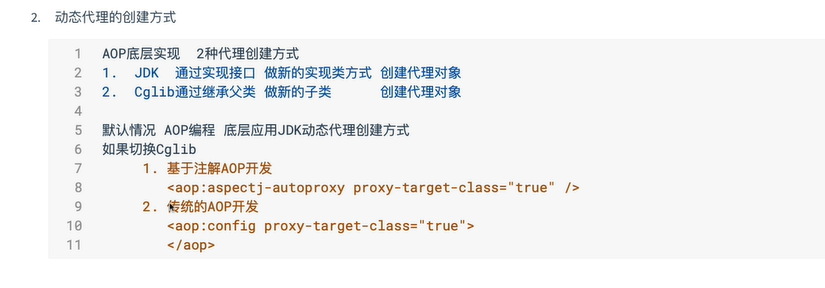 2. 动态代理的创建方式
1 AOP底层实现 2种代理创建方式
2 1. JDK 通过实现接口 做新的实现类方式 创建代理对象
3 2. Cglib通过继承父类 做新的子类 创建代理对象
4
5 默认情况 AOP编程 底层应用JDK动态代理创建方式
6 如果切换Cglib
7 1. 基于注解AOP开发
8 <aop:aspectj-autoproxy proxy-target-class="true" />
9 2. 传统的AOP开发
10 <aop:config proxy-target-class="true">
11 </aop>